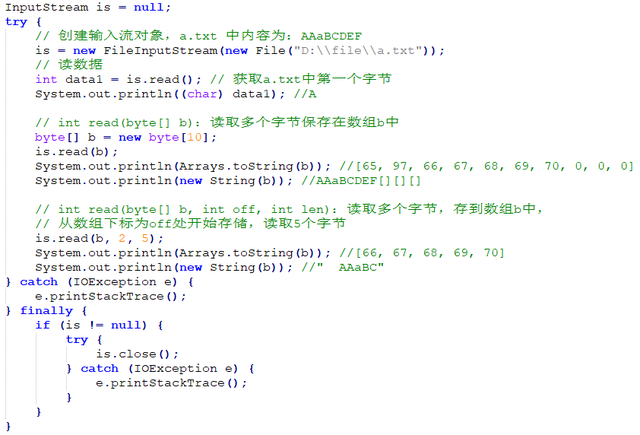 InputStream is = null;
try {
    // 创建输入流对象，a.txt 中内容为：AAaBCDEF
    is = new FileInputStream(new File("D:\\file\\a.txt"));
    // 读数据
    int data1 = is.read(); // 获取a.txt中第一个字节
    System.out.println((char) data1); //A

    // int read(byte[] b)：读取多个字节保存在数组b中
    byte[] b = new byte[10];
    is.read(b);
    System.out.println(Arrays.toString(b)); //[65, 97, 66, 67, 68, 69, 70, 0, 0, 0]
    System.out.println(new String(b)); //AAaBCDEF[][][]

    // int read(byte[] b, int off, int len)：读取多个字节，存到数组b中，
    // 从数组下标为off处开始存储，读取5个字节
    is.read(b, 2, 5);
    System.out.println(Arrays.toString(b)); //[66, 67, 68, 69, 70]
    System.out.println(new String(b)); //"  AAaBC"
} catch (IOException e) {
    e.printStackTrace();
} finally {
    if (is != null) {
        try {
            is.close();
        } catch (IOException e) {
            e.printStackTrace();
        }
    }
}